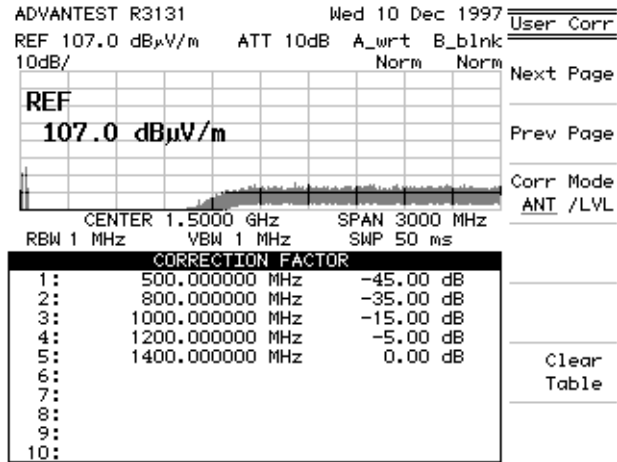 ADVANTEST R3131 Wed 10 Dec 1997
REF 107.0 dBµV/m ATT 10dB A_wrt B_blnk
10dB/ Norm Norm
REF
107.0 dBµV/m
CENTER 1.5000 GHz SPAN 3000 MHz
RBW 1 MHz VBW 1 MHz SWP 50 ms
CORRECTION FACTOR
1: 500.000000 MHz -45.00 dB
2: 800.000000 MHz -35.00 dB
3: 1000.000000 MHz -15.00 dB
4: 1200.000000 MHz -5.00 dB
5: 1400.000000 MHz 0.00 dB
6:
7:
8:
9:
10:
User Corr
Next Page
Prev Page
Corr Mode
ANT /LVL
Clear
Table